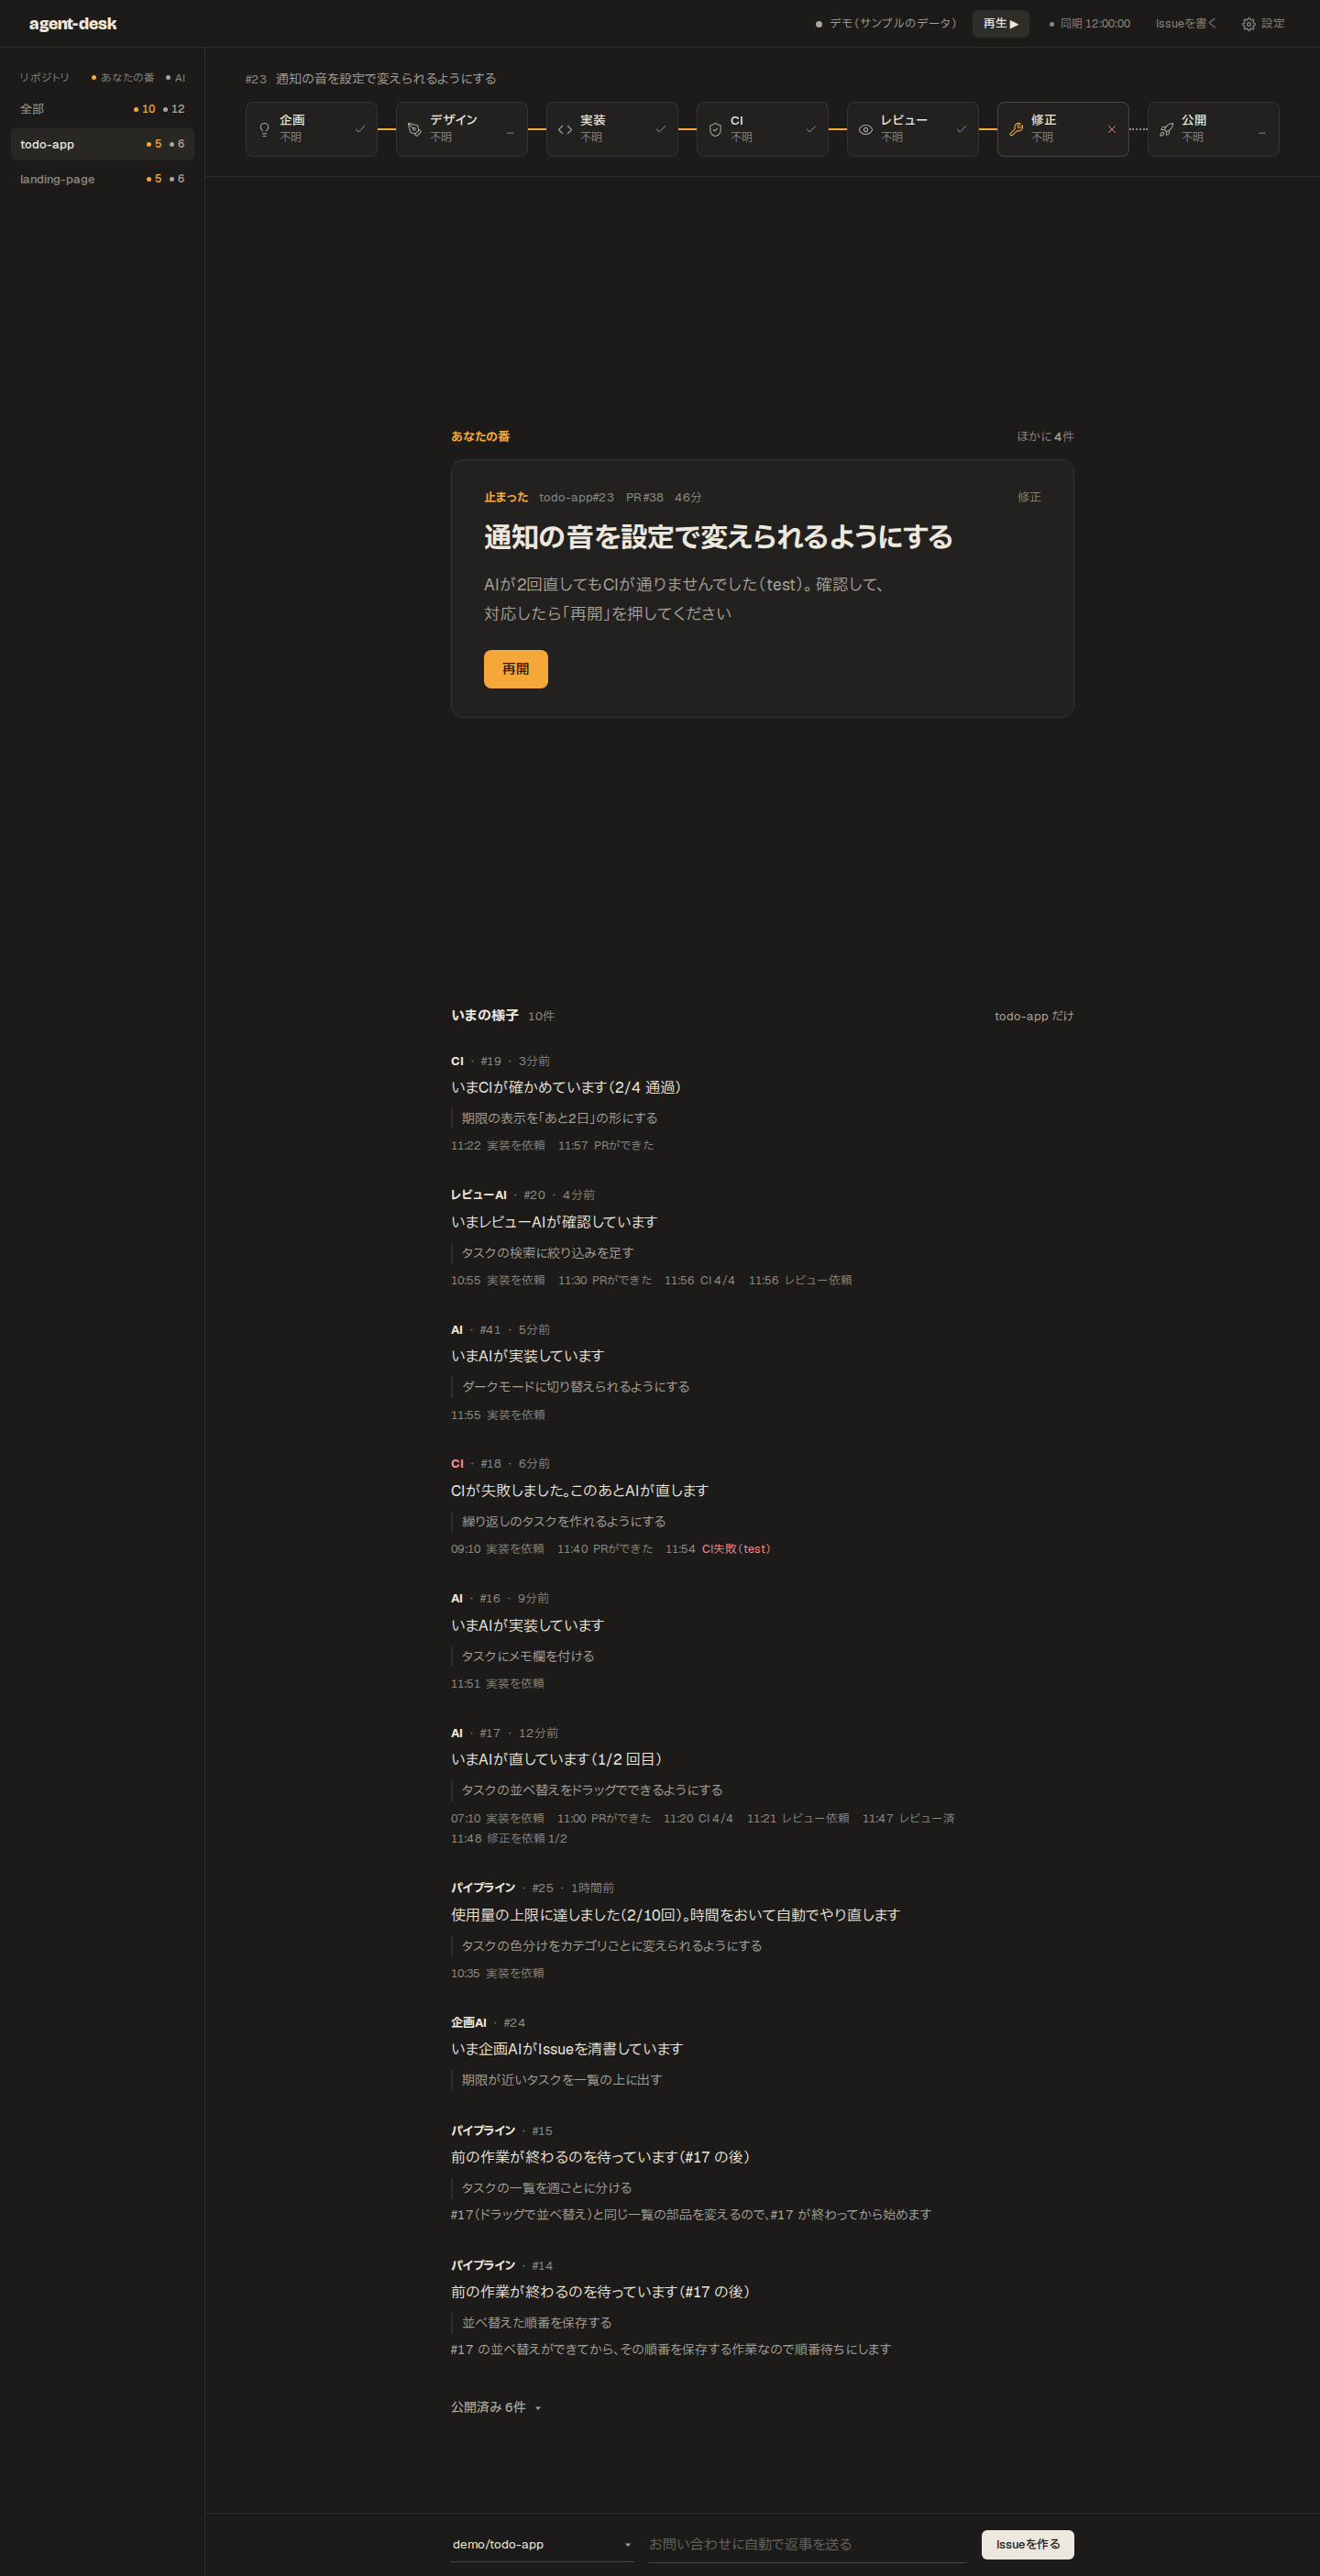 agent-desk
デモ（サンプルのデータ） 再生 ▶ 同期 12:00:00 Issueを書く 設定
リポジトリ あなたの番 AI
全部 10 12
todo-app 5 6
landing-page 5 6
#23 通知の音を設定で変えられるようにする
企画 デザイン 実装 CI レビュー 修正 公開
不明 不明 不明 不明 不明 不明 不明
あなたの番 ほかに4件
止まった todo-app#23 PR#38 46分 修正
通知の音を設定で変えられるようにする
AIが2回直してもCIが通りませんでした（test）。確認して、
対応したら「再開」を押してください
再開
いまの様子 10件 todo-app だけ
CI · #19 · 3分前
いまCIが確かめています（2/4 通過）
期限の表示を「あと2日」の形にする
11:22 実装を依頼 11:57 PRができた
レビューAI · #20 · 4分前
いまレビューAIが確認しています
タスクの検索に絞り込みを足す
10:55 実装を依頼 11:30 PRができた 11:56 CI 4/4 11:56 レビュー依頼
AI · #41 · 5分前
いまAIが実装しています
ダークモードに切り替えられるようにする
11:55 実装を依頼
CI · #18 · 6分前
CIが失敗しました。このあとAIが直します
繰り返しのタスクを作れるようにする
09:10 実装を依頼 11:40 PRができた 11:54 CI失敗（test）
AI · #16 · 9分前
いまAIが実装しています
タスクにメモ欄を付ける
11:51 実装を依頼
AI · #17 · 12分前
いまAIが直しています（1/2 回目）
タスクの並べ替えをドラッグでできるようにする
07:10 実装を依頼 11:00 PRができた 11:20 CI 4/4 11:21 レビュー依頼 11:47 レビュー済
11:48 修正を依頼 1/2
パイプライン · #25 · 1時間前
使用量の上限に達しました（2/10回）。時間をおいて自動でやり直します
タスクの色分けをカテゴリごとに変えられるようにする
10:35 実装を依頼
企画AI · #24
いま企画AIがIssueを清書しています
期限が近いタスクを一覧の上に出す
パイプライン · #15
前の作業が終わるのを待っています（#17 の後）
タスクの一覧を週ごとに分ける
#17（ドラッグで並べ替え）と同じ一覧の部品を変えるので、#17 が終わってから始めます
パイプライン · #14
前の作業が終わるのを待っています（#17 の後）
並べ替えた順番を保存する
#17 の並べ替えができてから、その順番を保存する作業なので順番待ちにします
公開済み 6件
demo/todo-app お問い合わせに自動で返事を送る Issueを作る